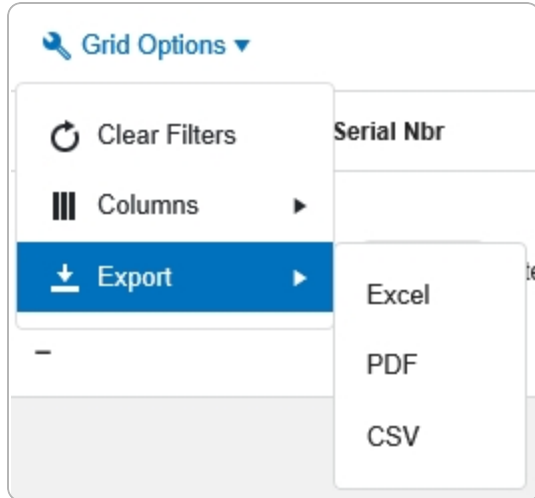 Grid Options
Clear Filters
Serial Nbr
Columns
Export
Excel
PDF
CSV